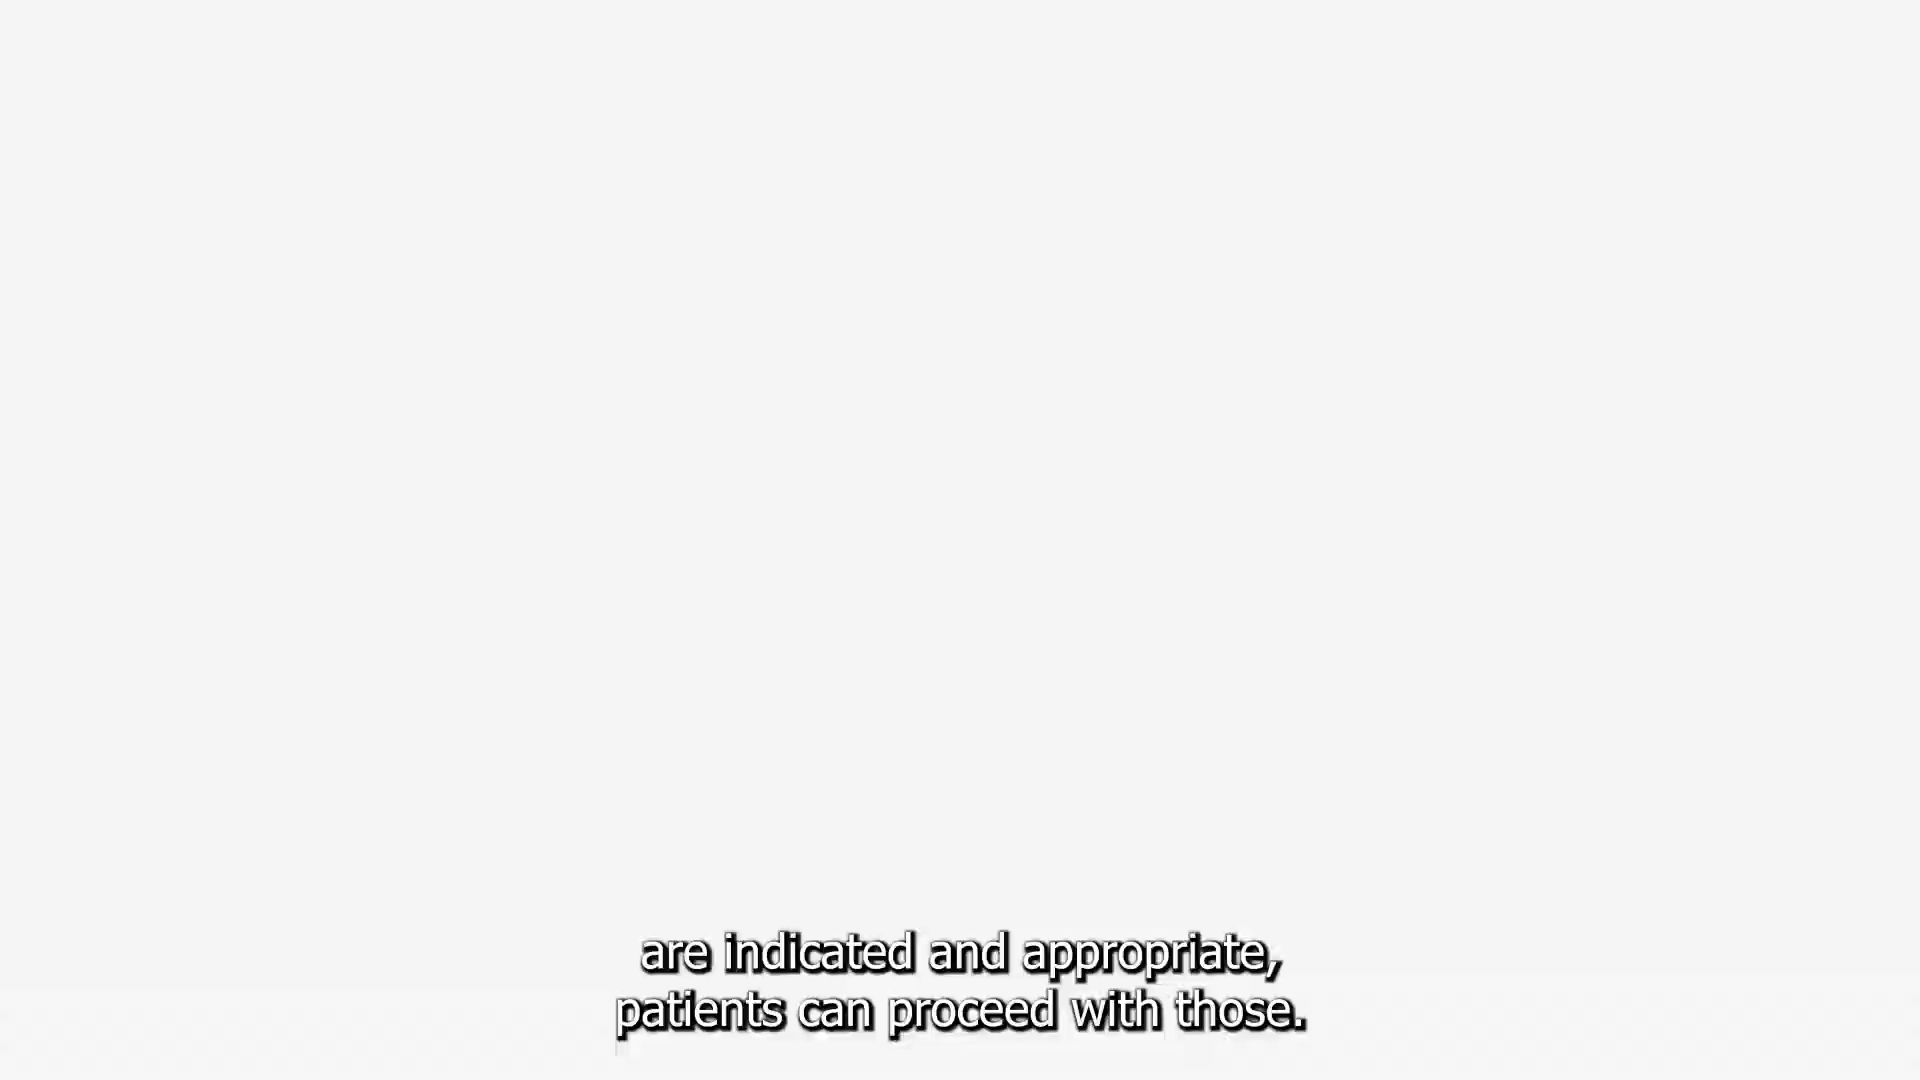 are indicated and appropriate,
patients can proceed with those.